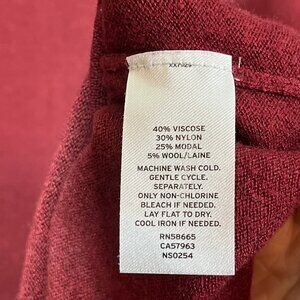 40% VISCOSE
30% NYLON
25% MODAL
5% WOOL/LAINE
MACHINE WASH COLD.
GENTLE CYCLE.
SEPARATELY.
ONLY NON-CHLORINE
BLEACH IF NEEDED.
LAY FLAT TO DRY.
COOL IRON IF NEEDED.
RN58665
CA57963
NS0254